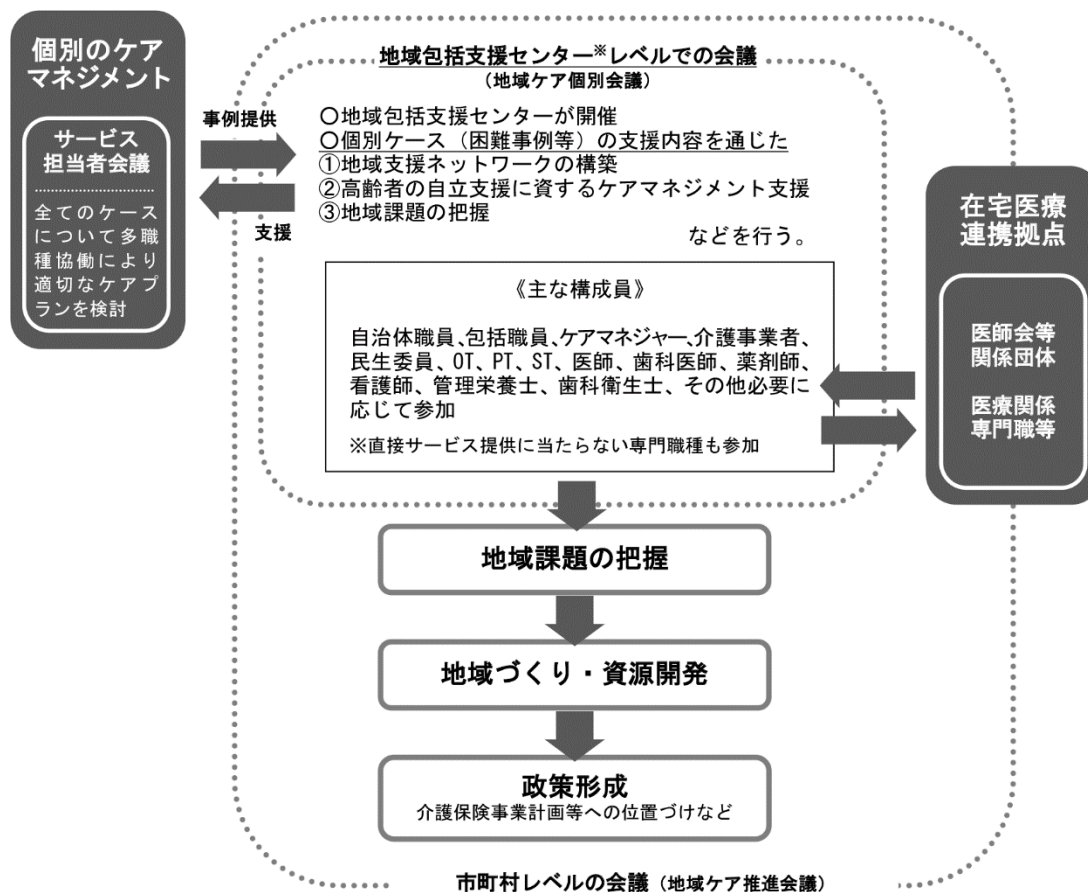 個別のケア
マネジメント
サービス
担当者会議
全てのケース
について多職
種協働により
適切なケアプ
ランを検討
事例提供
支援
地域包括支援センター※レベルでの会議
(地域ケア個別会議)
〇地域包括支援センターが開催
〇個別ケース(困難事例等)の支援内容を通じた
①地域支援ネットワークの構築
②高齢者の自立支援に資するケアマネジメント支援
③地域課題の把握
などを行う。
《主な構成員》
自治体職員、包括職員、ケアマネジャー、介護事業者、
民生委員、OT、PT、ST、医師、歯科医師、薬剤師、
看護師、管理栄養士、歯科衛生士、その他必要に
応じて参加
※直接サービス提供に当たらない専門職種も参加
在宅医療
連携拠点
医師会等
関係団体
医療関係
専門職等
地域課題の把握
地域づくり・資源開発
政策形成
介護保険事業計画等への位置づけなど
市町村レベルの会議(地域ケア推進会議)